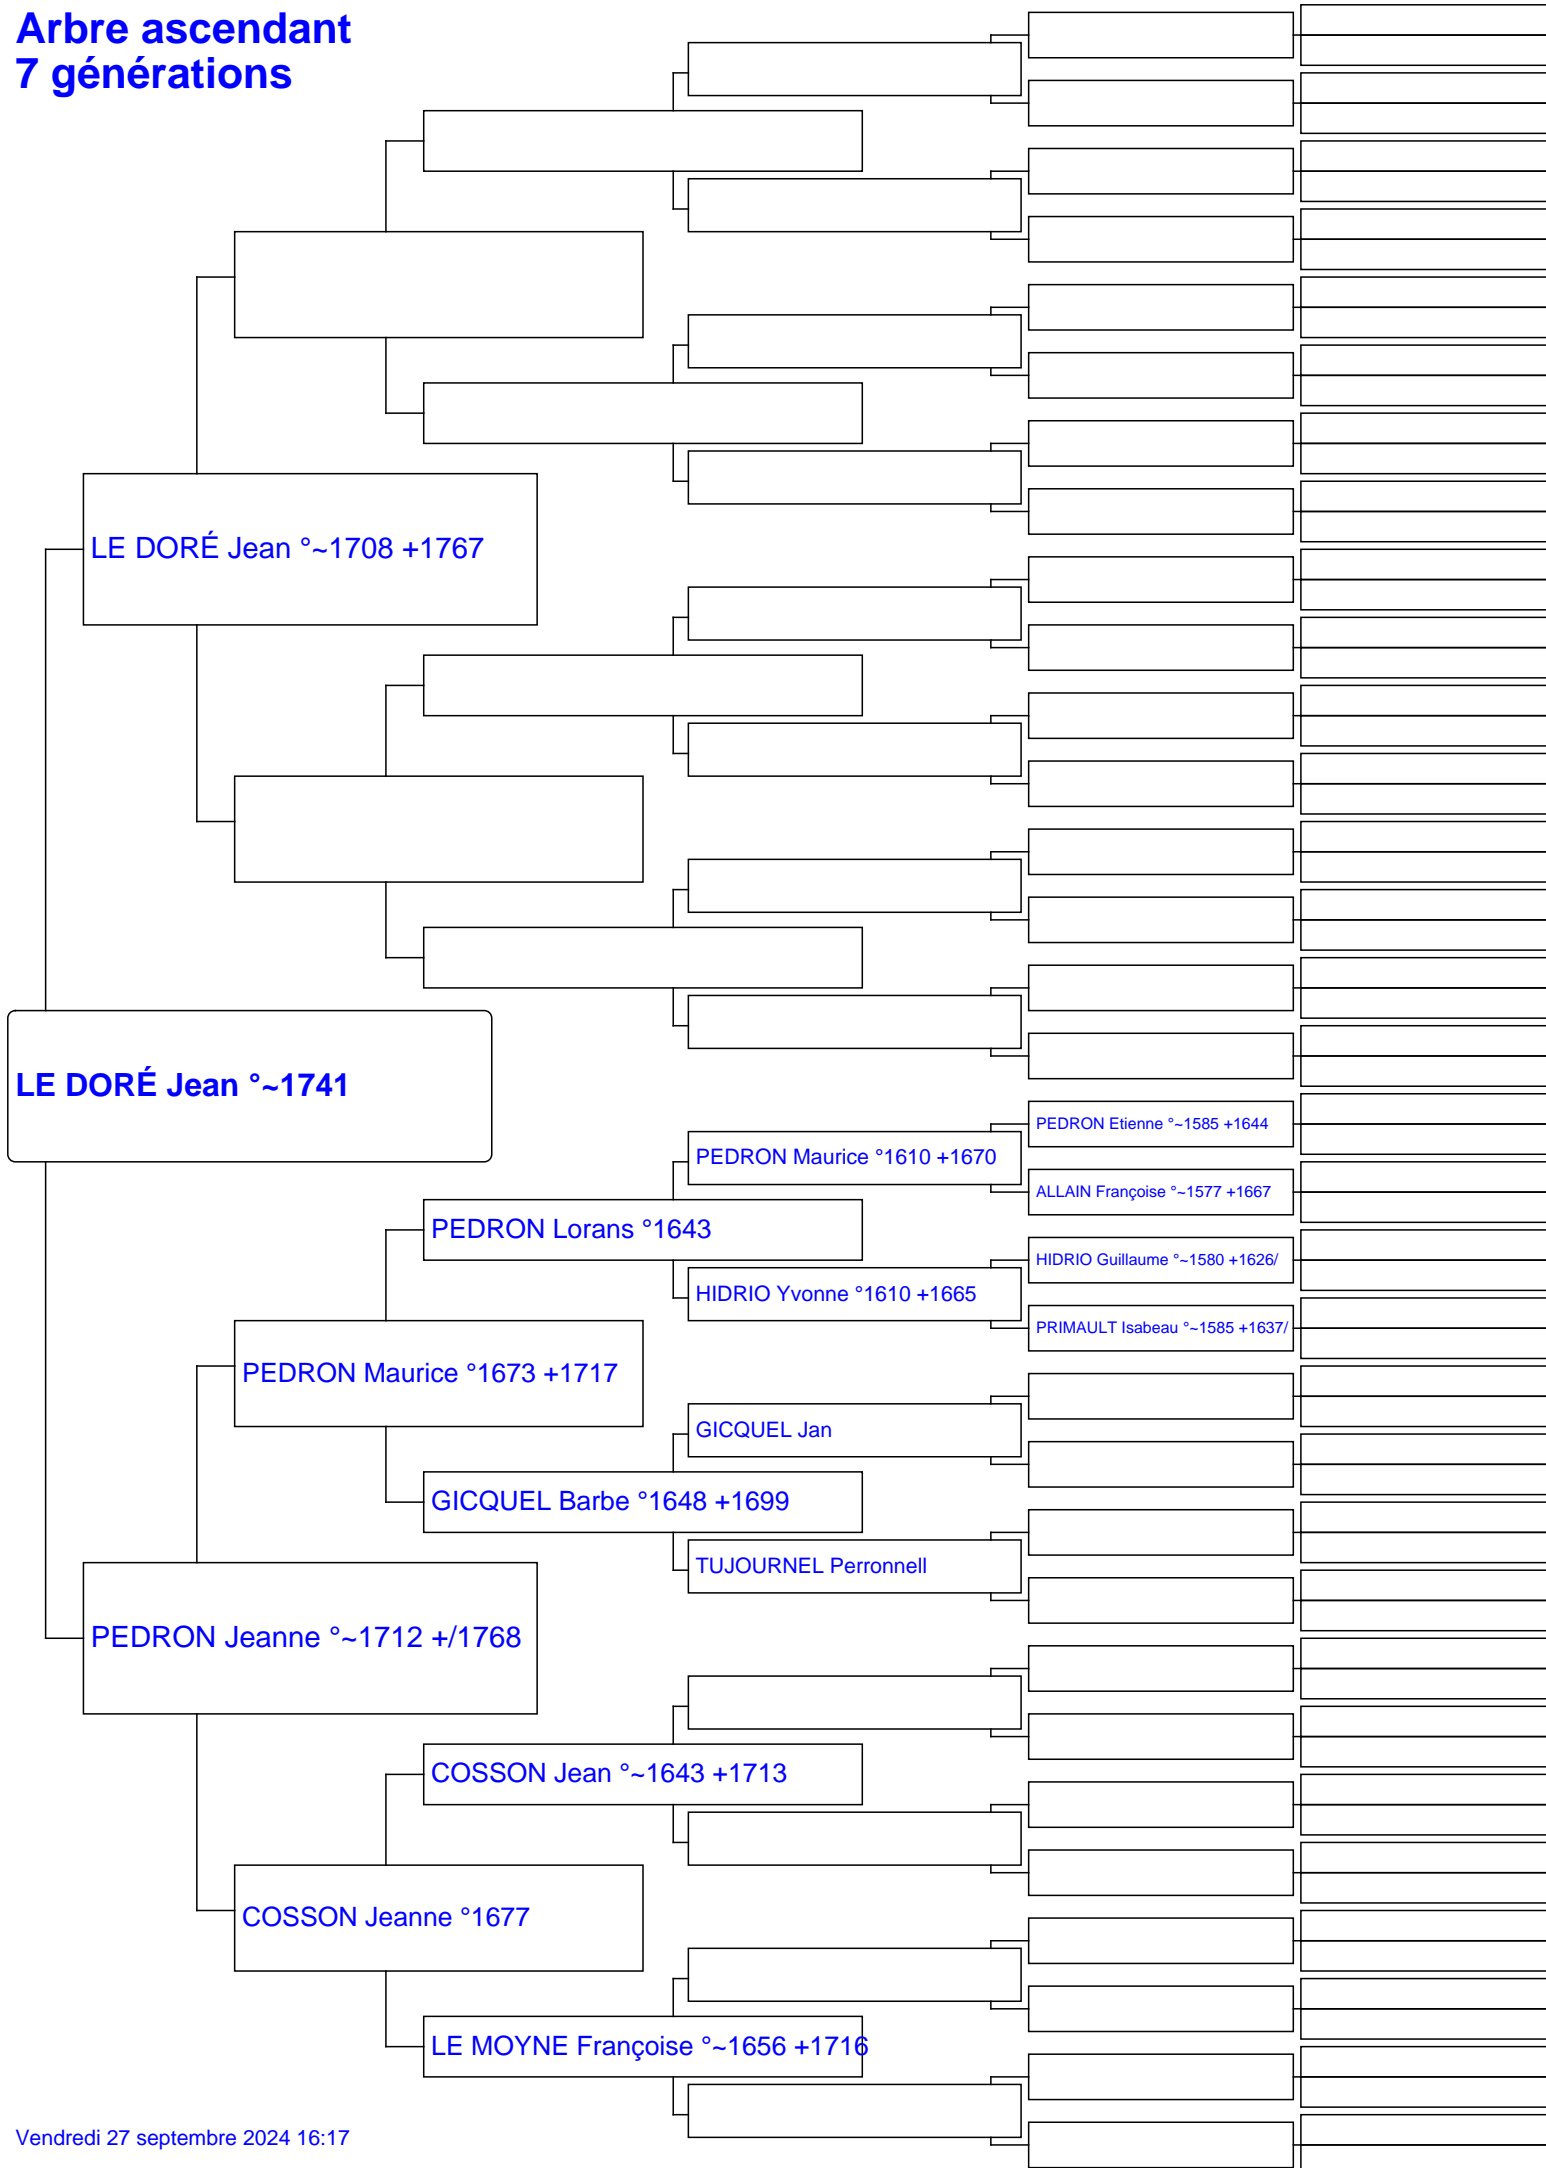 Arbre ascendant
7 générations
LE DORÉ Jean °~1708 +1767
LE DORÉ Jean °~1741
PEDRON Etienne °~1585 +1644
PEDRON Maurice °1610 +1670
ALLAIN Françoise °~1577 +1667
PEDRON Lorans °1643
HIDRIO Guillaume °~1580 +1626/
HIDRIO Yvonne °1610 +1665
PRIMAULT Isabeau °~1585 +1637/
PEDRON Maurice °1673 +1717
GICQUEL Jan
GICQUEL Barbe °1648 +1699
TUJOURNEL Perronnell
PEDRON Jeanne °~1712 +/1768
COSSON Jean °~1643 +1713
COSSON Jeanne °1677
LE MOYNE Françoise °~1656 +1716
Vendredi 27 septembre 2024 16:17